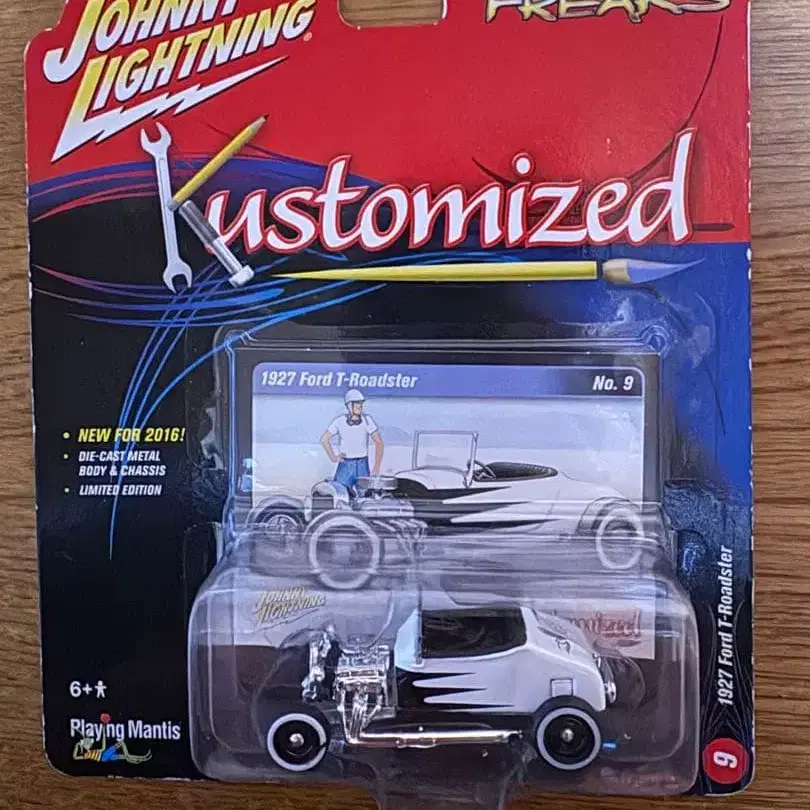 JOHNNY
LIGHTNING
FREAKS
Kustomized
1927 Ford T-Roadster
No. 9
• NEW FOR 2016!
• DIE-CAST METAL
BODY & CHASSIS
• LIMITED EDITION
JOHNNY
LIGHTNING
6+
Playing Mantis
1927 Ford T-Roadster
9